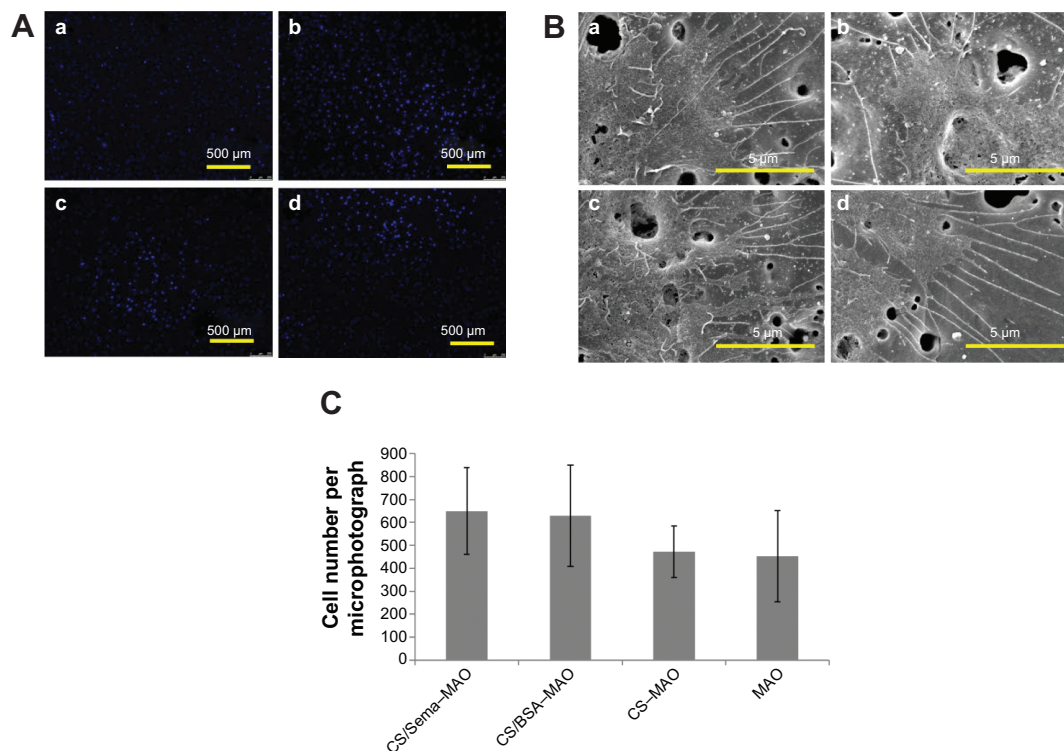 A
a
500 µm
b
500 µm
c
500 µm
d
500 µm
B
a
5 µm
b
5 µm
c
5 µm
d
5 µm
C
Cell number per
microphotograph
900
800
700
600
500
400
300
200
100
0
CS/Sema–MAO
CS/BSA–MAO
CS–MAO
MAO